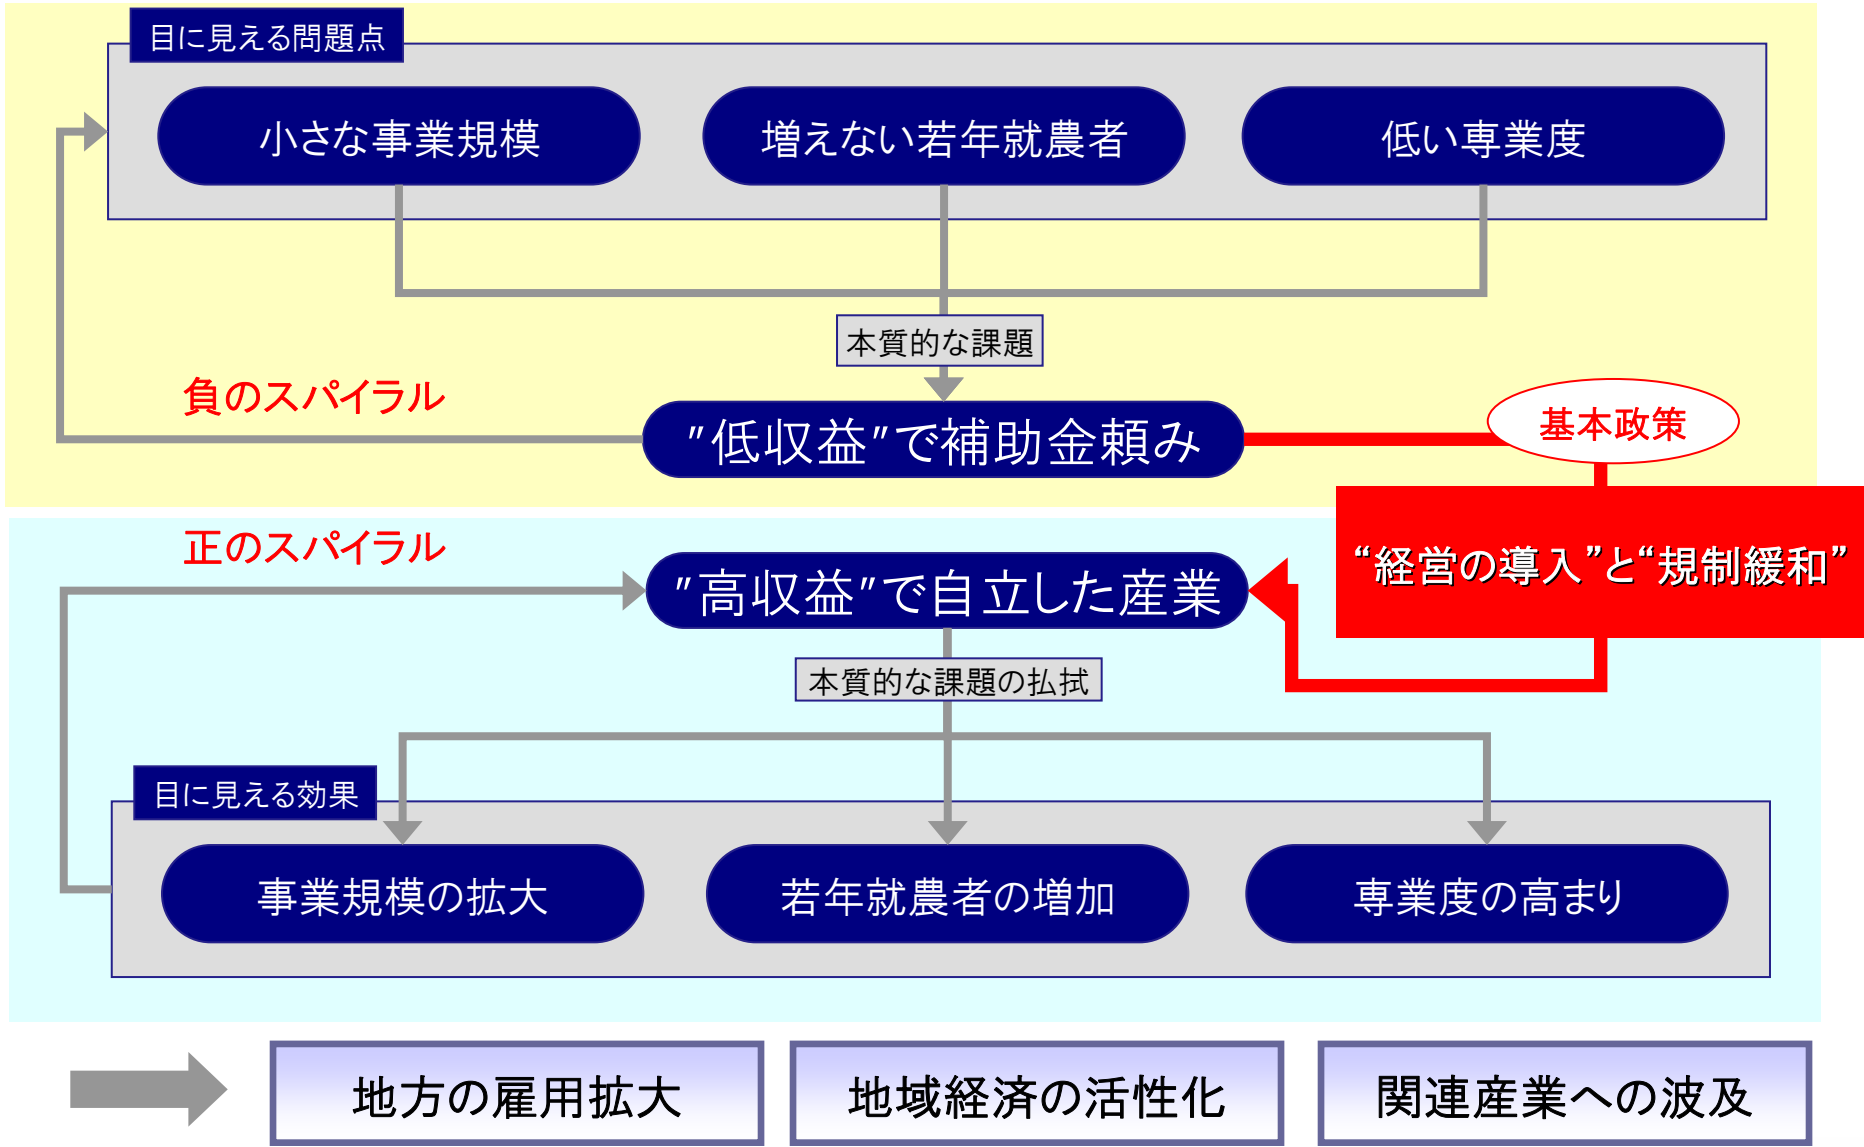 目に見える問題点
小さな事業規模
増えない若年就農者
低い専業度
本質的な課題
負のスパイラル
"低収益"で補助金頼み
基本政策
正のスパイラル
"高収益"で自立した産業
“経営の導入”と“規制緩和”
本質的な課題の払拭
目に見える効果
事業規模の拡大
若年就農者の増加
専業度の高まり
地方の雇用拡大
地域経済の活性化
関連産業への波及